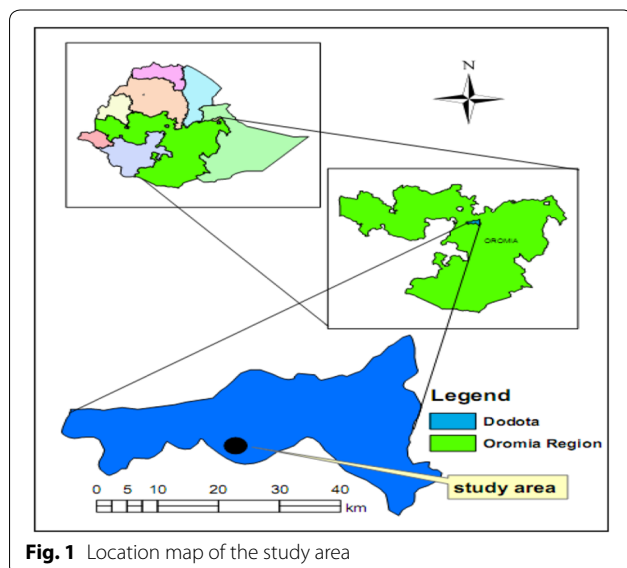 N
OROMIA
Legend
Dodota
Oromia Region
study area
0 5 10 20 30 40
km
Fig. 1 Location map of the study area